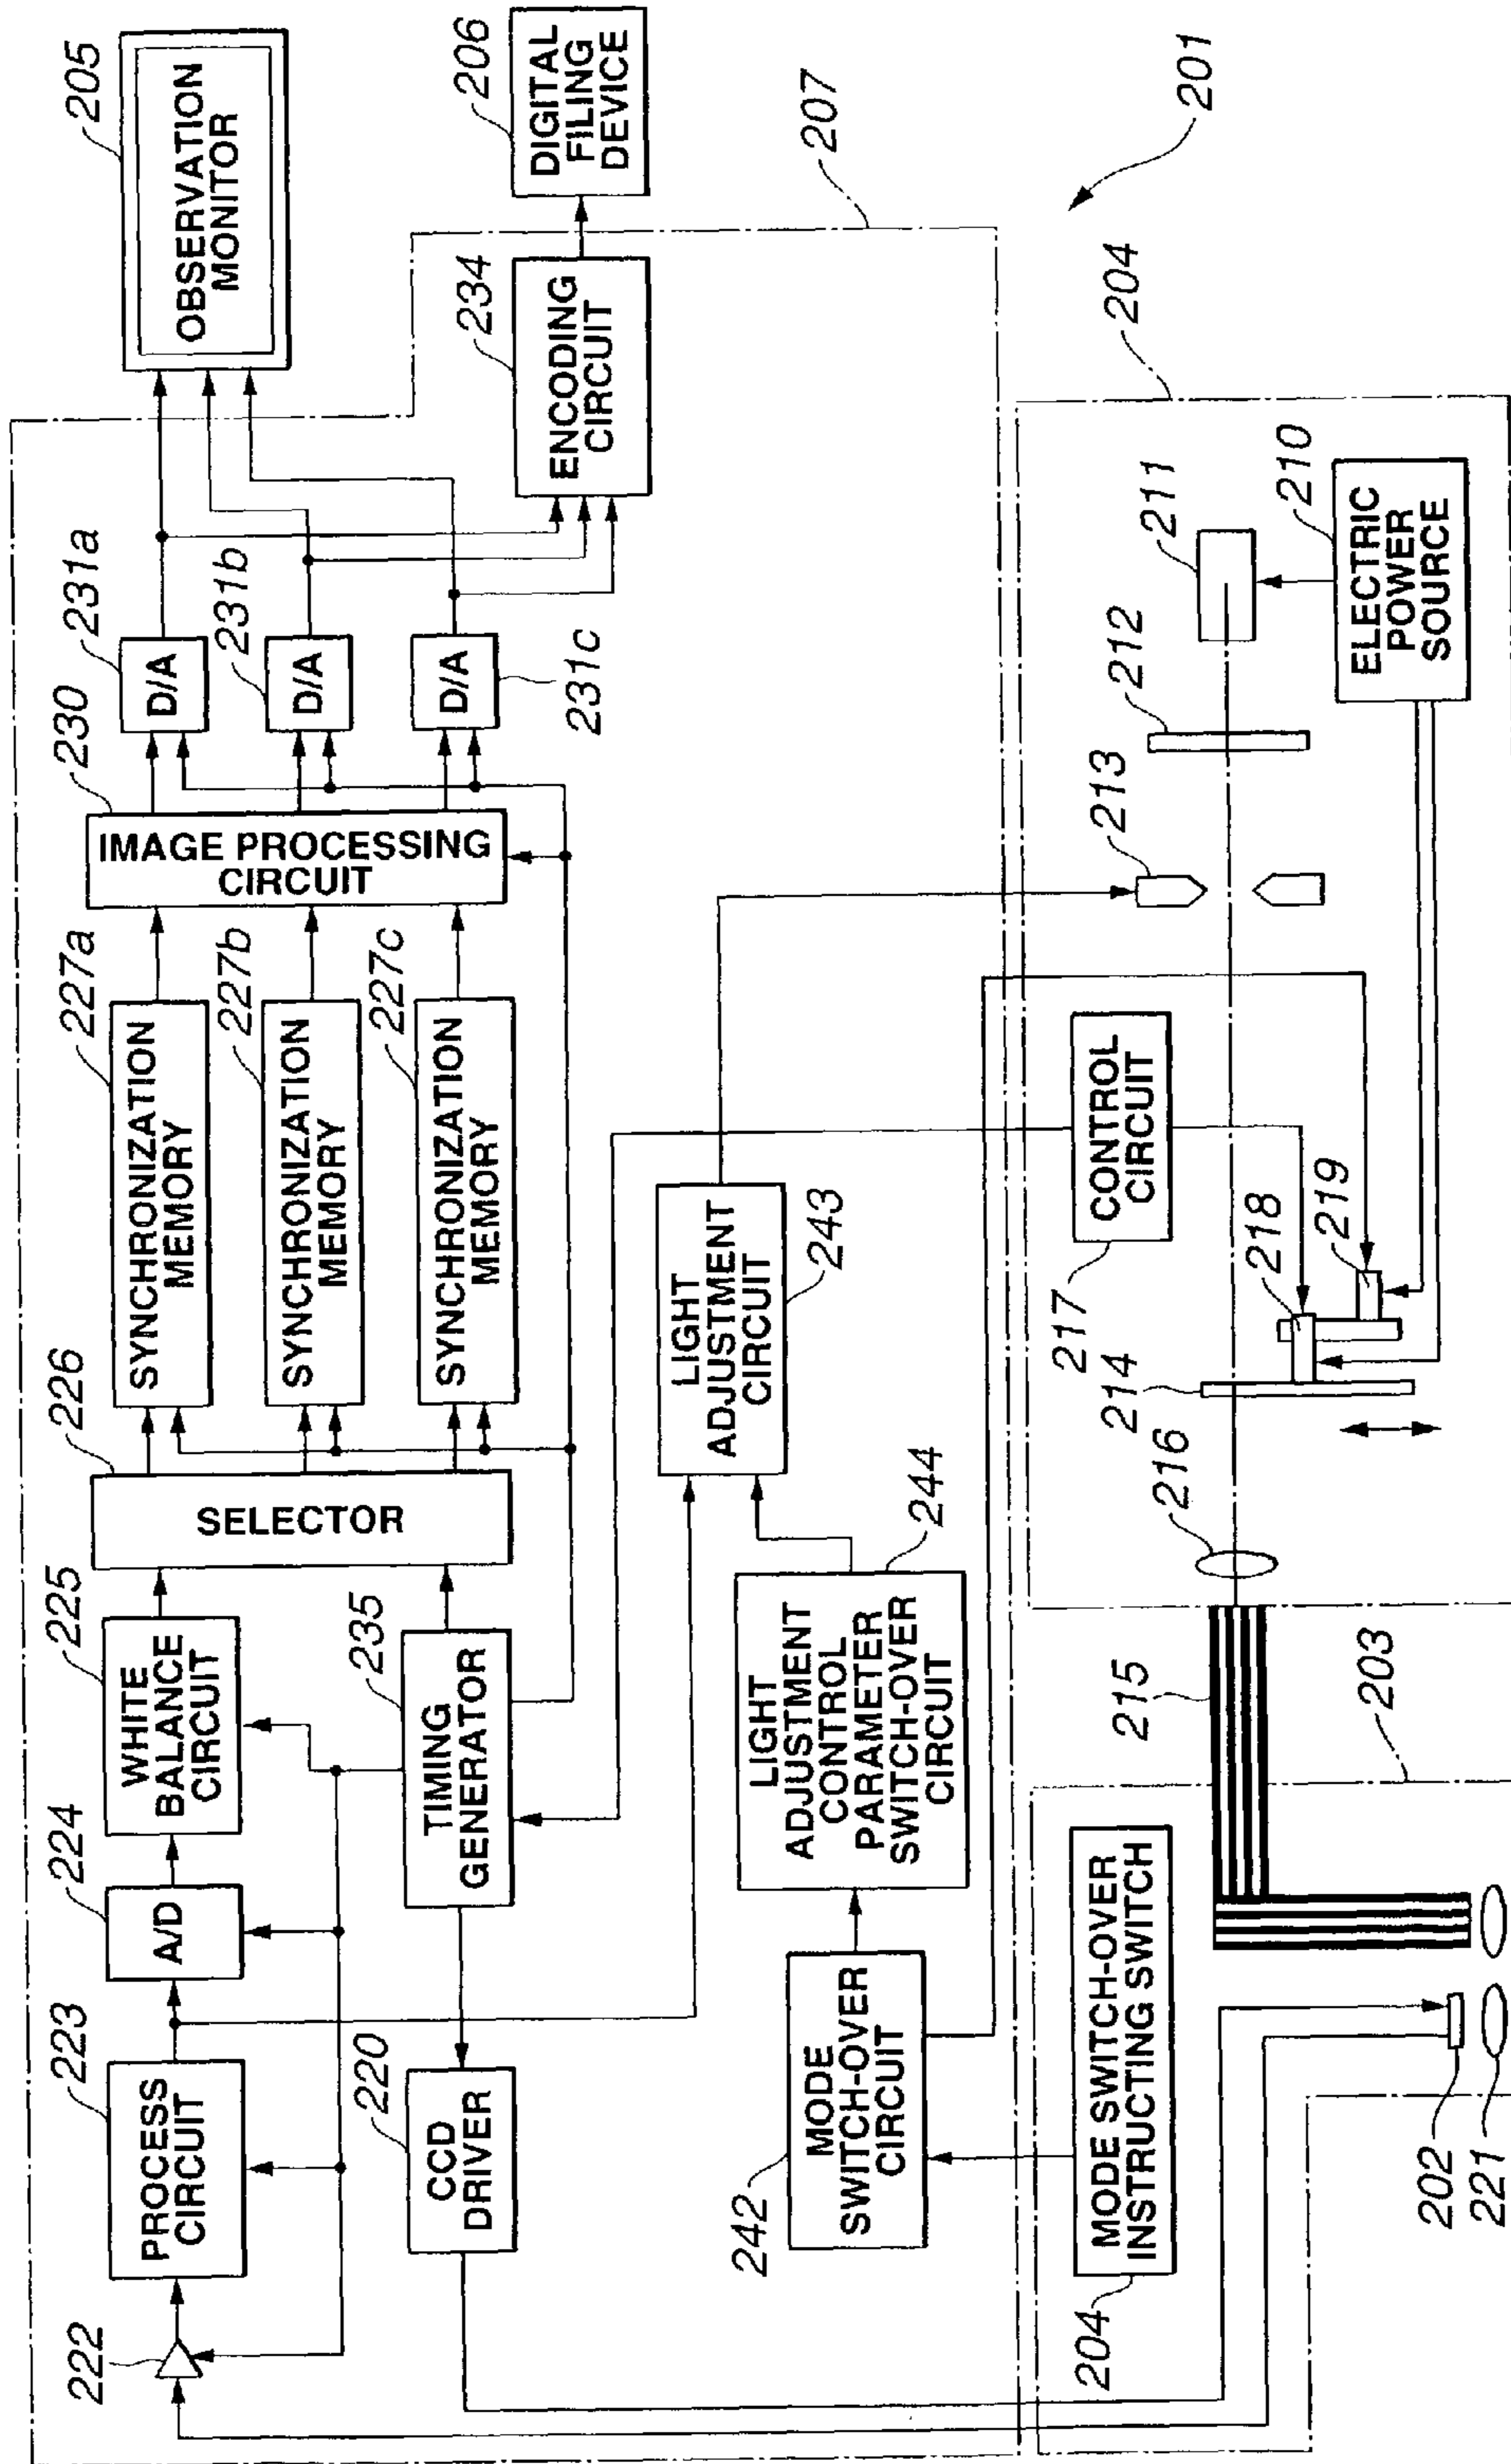 205
OBSERVATION
MONITOR
206
DIGITAL
FILING
DEVICE
207
201
234
ENCODING
CIRCUIT
231a
D/A
231b
D/A
231c
D/A
230
IMAGE PROCESSING
CIRCUIT
227a
SYNCHRONIZATION
MEMORY
227b
SYNCHRONIZATION
MEMORY
227c
SYNCHRONIZATION
MEMORY
226
SELECTOR
225
WHITE
BALANCE
CIRCUIT
224
A/D
223
PROCESS
CIRCUIT
222
235
TIMING
GENERATOR
220
CCD
DRIVER
243
LIGHT
ADJUSTMENT
CIRCUIT
244
LIGHT
ADJUSTMENT
CONTROL
PARAMETER
SWITCH-OVER
CIRCUIT
242
MODE
SWITCH-OVER
CIRCUIT
204
MODE SWITCH-OVER
INSTRUCTING SWITCH
204
211
210
ELECTRIC
POWER
SOURCE
212
213
217
CONTROL
CIRCUIT
218
219
214
216
215
203
202
221